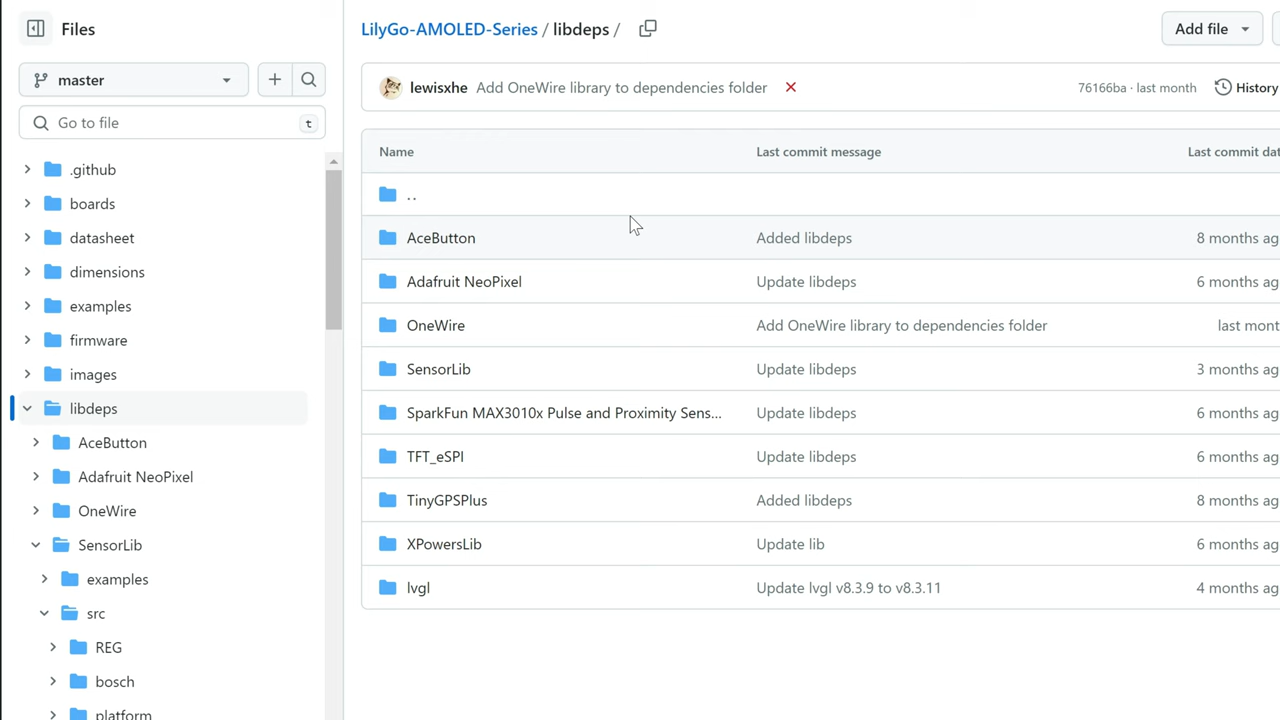 Files
LilyGo-AMOLED-Series / libdeps /
Add file
master
lewisxhe Add OneWire library to dependencies folder
76166ba · last month
History
Go to file
t
Name
Last commit message
Last commit dat
.github
boards
datasheet
dimensions
examples
firmware
images
libdeps
AceButton
Adafruit NeoPixel
OneWire
SensorLib
examples
src
REG
bosch
platform
..
AceButton Added libdeps 8 months ag
Adafruit NeoPixel Update libdeps 6 months ag
OneWire Add OneWire library to dependencies folder last mont
SensorLib Update libdeps 3 months ag
SparkFun MAX3010x Pulse and Proximity Sens... Update libdeps 6 months ag
TFT_eSPI Update libdeps 6 months ag
TinyGPSPlus Added libdeps 8 months ag
XPowersLib Update lib 6 months ag
lvgl Update lvgl v8.3.9 to v8.3.11 4 months ag